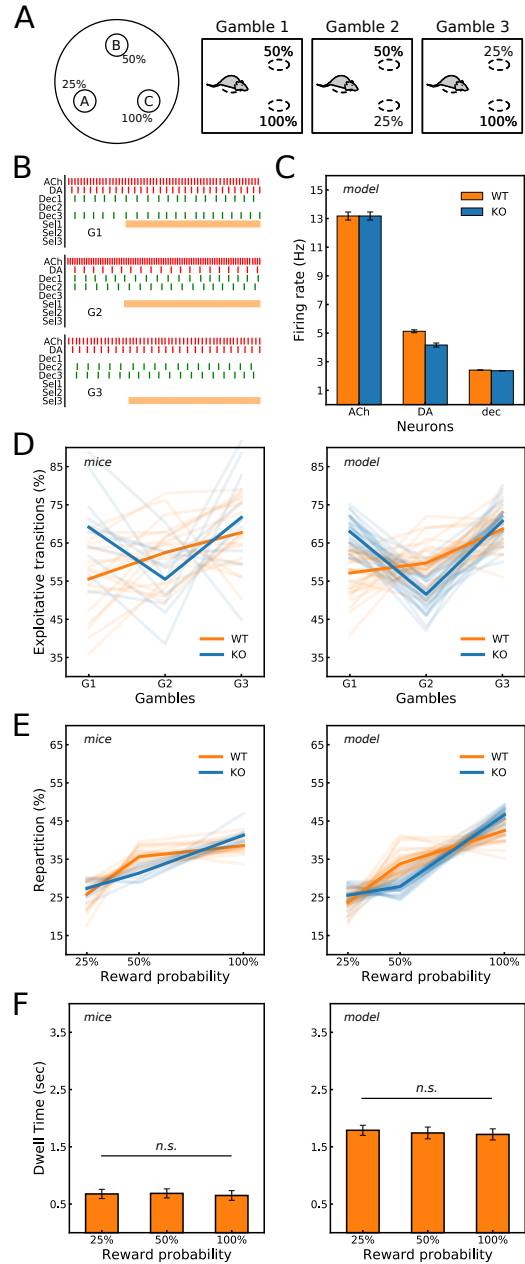 A
B
50%
25%
A
C
100%
Gamble 1
Gamble 2
Gamble 3
50%
50%
25%
100%
25%
100%
B
ACh
DA
Dec1
Dec2
Dec3
Sel1
Sel2
Sel3
G1
ACh
DA
Dec1
Dec2
Dec3
Sel1
Sel2
Sel3
G2
ACh
DA
Dec1
Dec2
Dec3
Sel1
Sel2
Sel3
G3
C
model
WT
KO
Firing rate (Hz)
13
11
9
7
5
3
1
ACh
DA
dec
Neurons
D
mice
Exploitative transitions (%)
85
75
65
55
45
35
WT
KO
G1
G2
G3
Gambles
model
85
75
65
55
45
35
WT
KO
G1
G2
G3
Gambles
E
mice
WT
KO
Repartition (%)
65
55
45
35
25
15
25%
50%
100%
Reward probability
model
WT
KO
65
55
45
35
25
15
25%
50%
100%
Reward probability
F
mice
Dwell Time (sec)
3.5
2.5
1.5
0.5
n.s.
25%
50%
100%
Reward probability
model
3.5
2.5
1.5
0.5
n.s.
25%
50%
100%
Reward probability